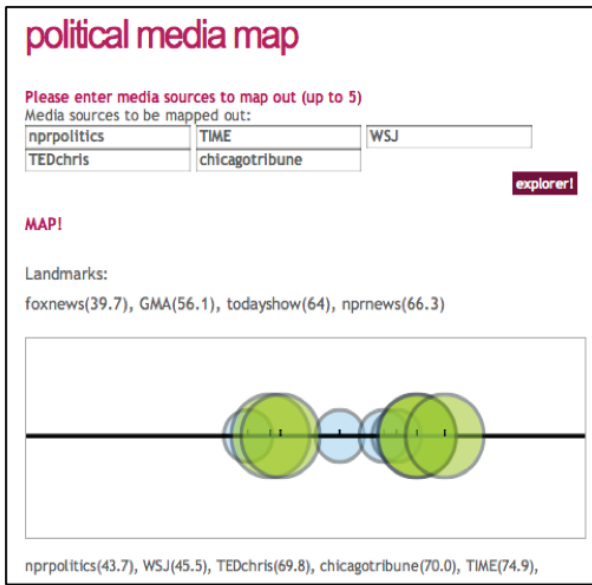 political media map
Please enter media sources to map out (up to 5)
Media sources to be mapped out:
nprpolitics TIME WSJ
TEDchris chicagotribune
explorer!
MAP!
Landmarks:
foxnews(39.7), GMA(56.1), todayshow(64), nprnews(66.3)
nprpolitics(43.7), WSJ(45.5), TEDchris(69.8), chicagotribune(70.0), TIME(74.9),